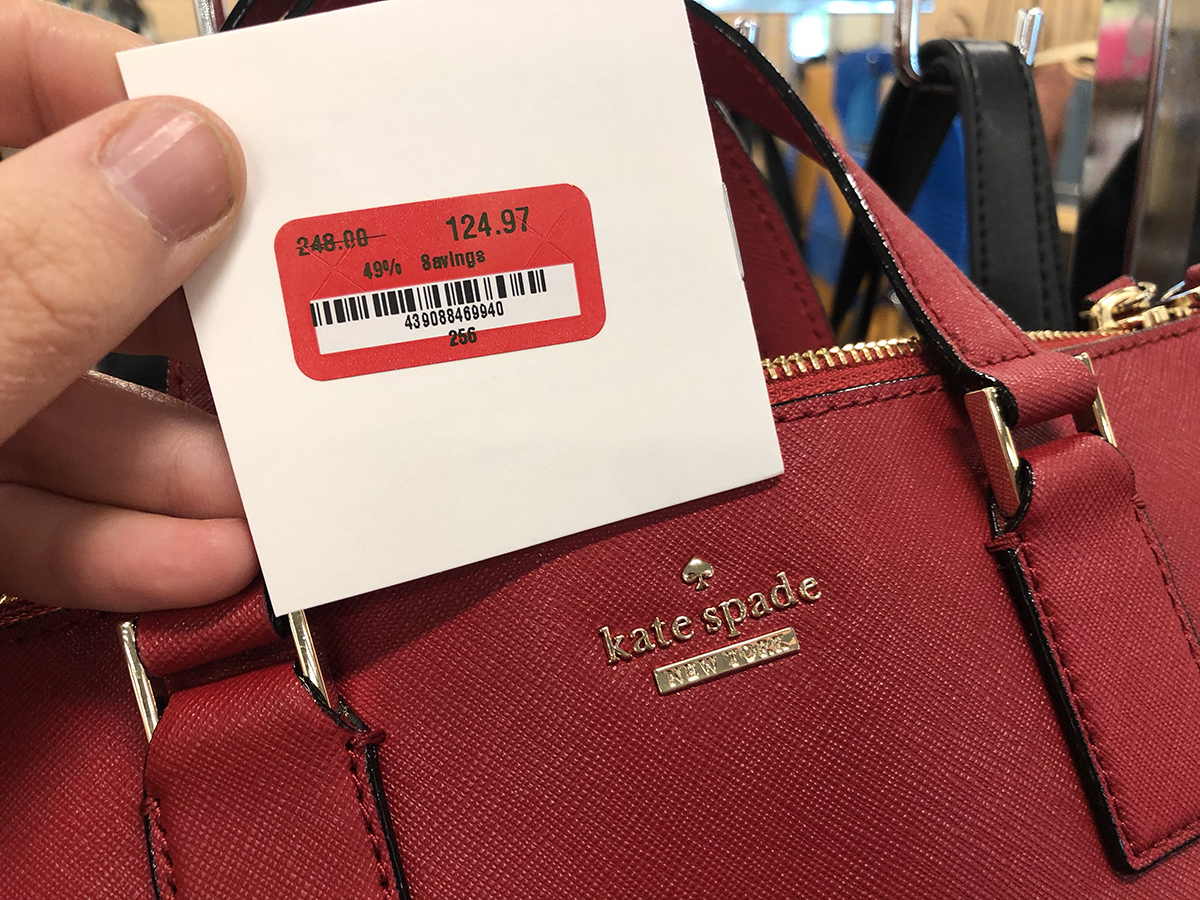 248.00 124.97
49% Savings
439088469940
256
kate spade
NEW YORK